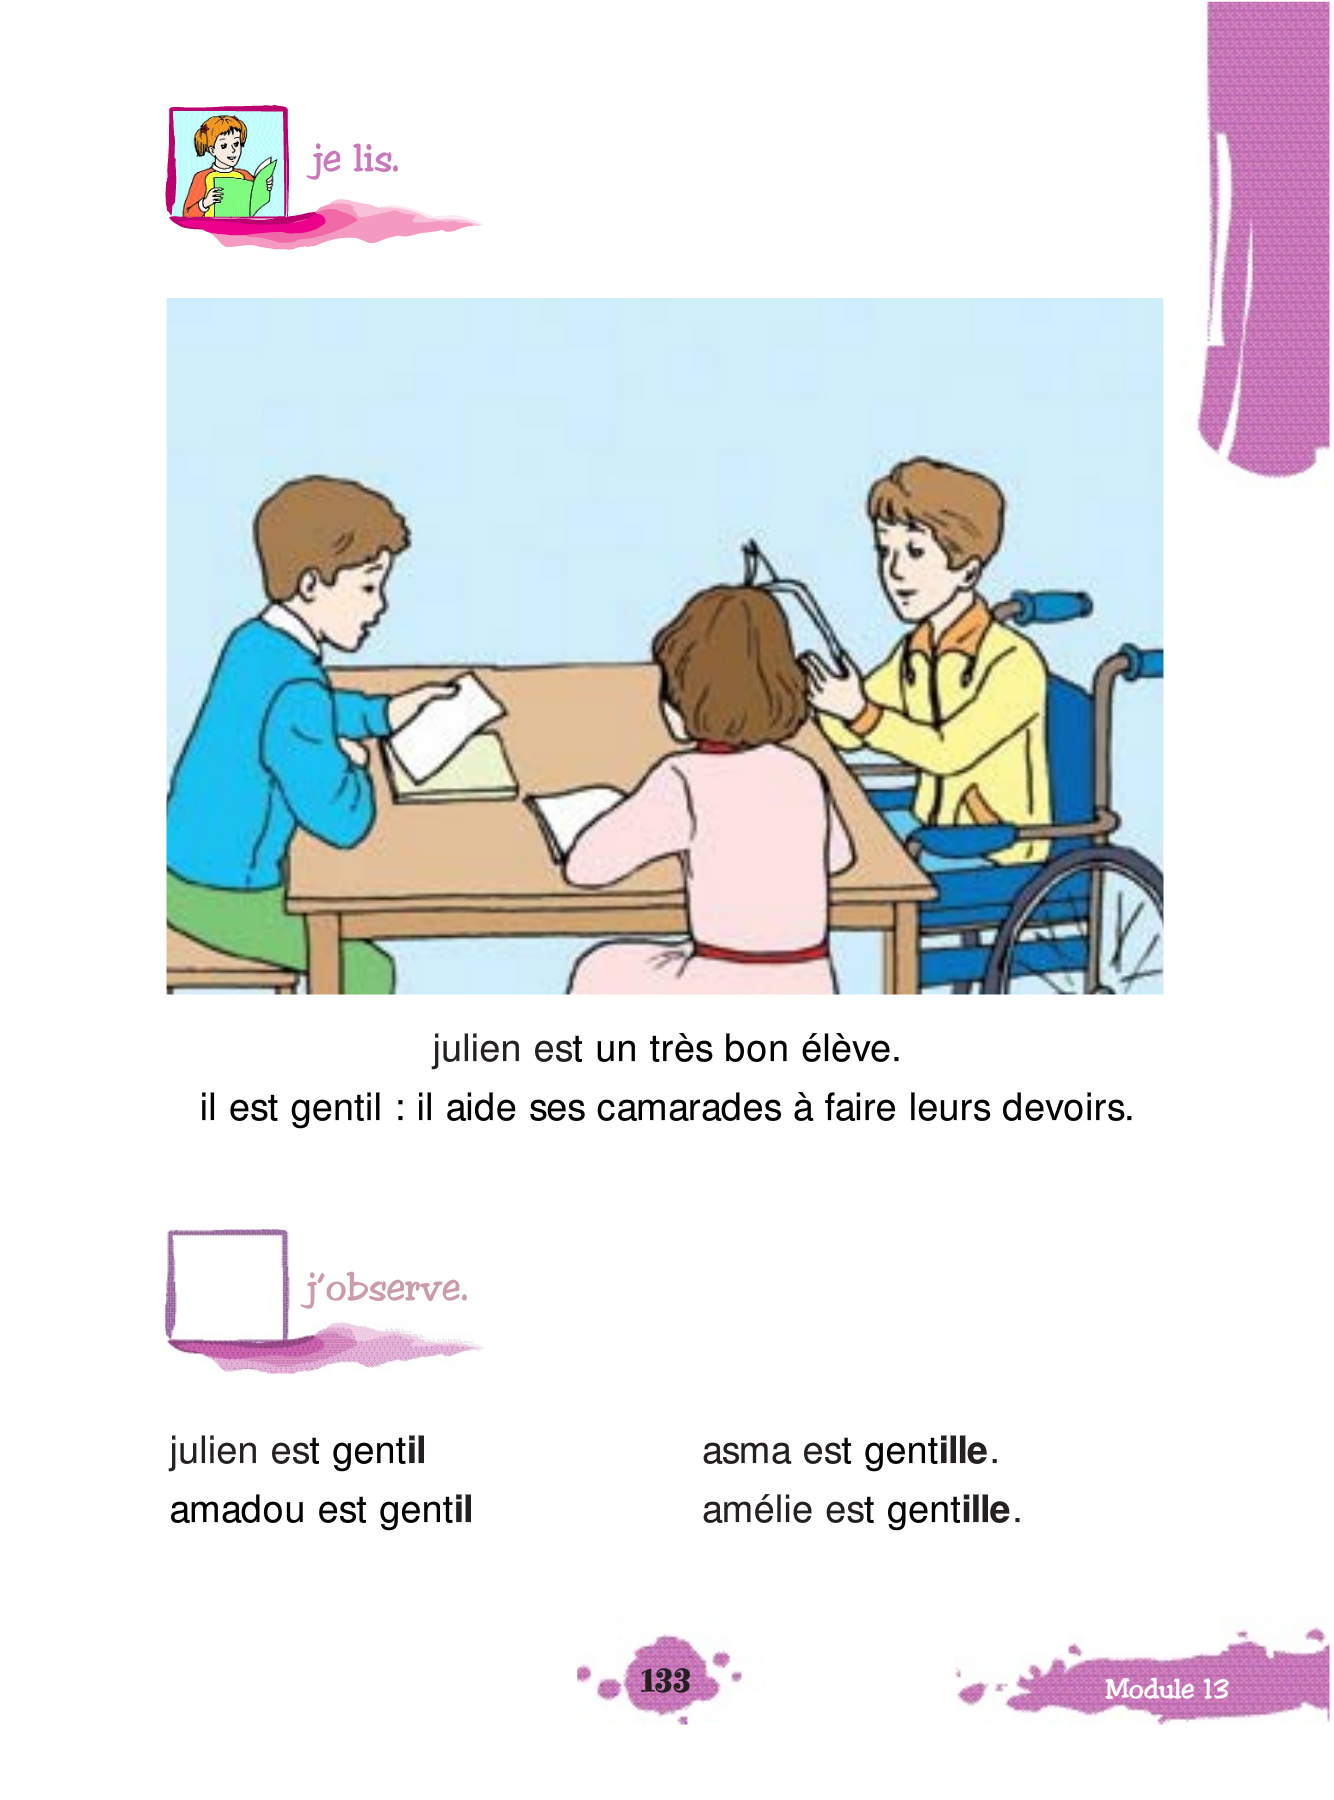 je lis.
julien est un très bon élève.
il est gentil : il aide ses camarades à faire leurs devoirs.
j'observe.
julien est gentil
asma est gentille.
amadou est gentil
amélie est gentille.
133
Module 13